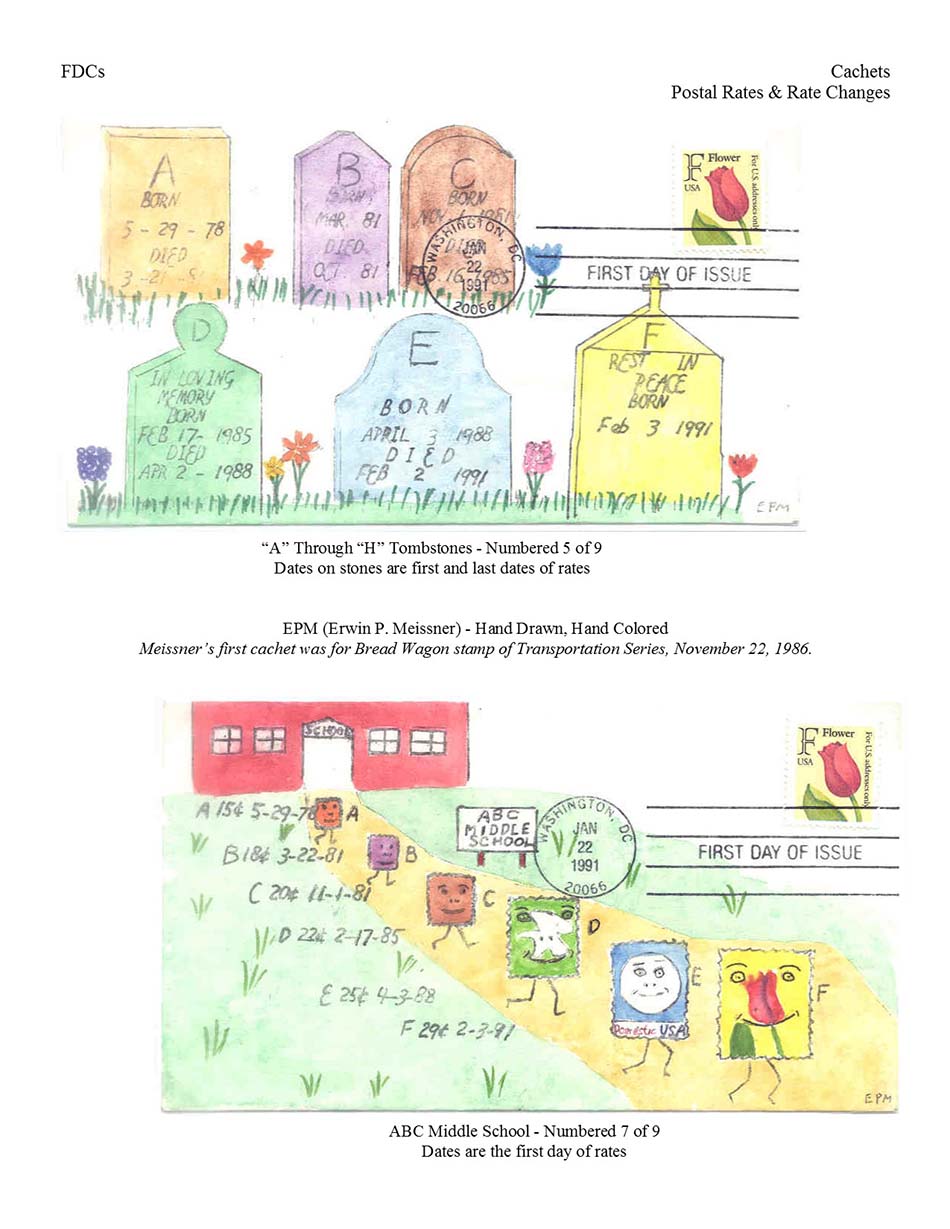 FDCs
Cachets
Postal Rates & Rate Changes
A
BORN
5 - 29 - 78
DIED
3 - 21 -
B
BORN
MAR. 81
DIED
OCT. 81
C
BORN
NOV. 1 1981
DIED
FEB. 16, 1985
WASHINGTON, DC
JAN
22
1991
20066
F Flower
USA
For U.S. addresses only
FIRST DAY OF ISSUE
D
IN LOVING
MEMORY
BORN
FEB 17- 1985
DIED
APR 2 - 1988
E
BORN
APRIL 3 1988
DIED
FEB 2 1991
F
REST IN
PEACE
BORN
Feb 3 1991
EPM
“A” Through “H” Tombstones - Numbered 5 of 9
Dates on stones are first and last dates of rates
EPM (Erwin P. Meissner) - Hand Drawn, Hand Colored
Meissner’s first cachet was for Bread Wagon stamp of Transportation Series, November 22, 1986.
SCHOOL
F Flower
USA
For U.S. addresses only
A 15¢ 5-29-78
A
ABC
MIDDLE
SCHOOL
WASHINGTON, DC
JAN
22
1991
20066
FIRST DAY OF ISSUE
B 18¢ 3-22-81
B
C 20¢ 11-1-81
C
D 22¢ 2-17-85
D
E 25¢ 4-3-88
E
Domestic USA
F 29¢ 2-3-91
F
EPM
ABC Middle School - Numbered 7 of 9
Dates are the first day of rates